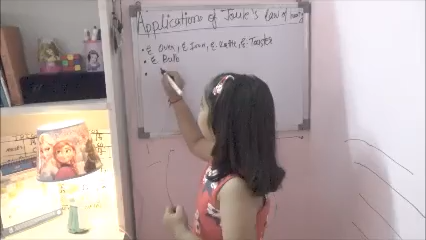 Applications of Joule's Law of
• E. Oven, E. Iron, E. Kettle, E. Toaster
• E. Bulb
•